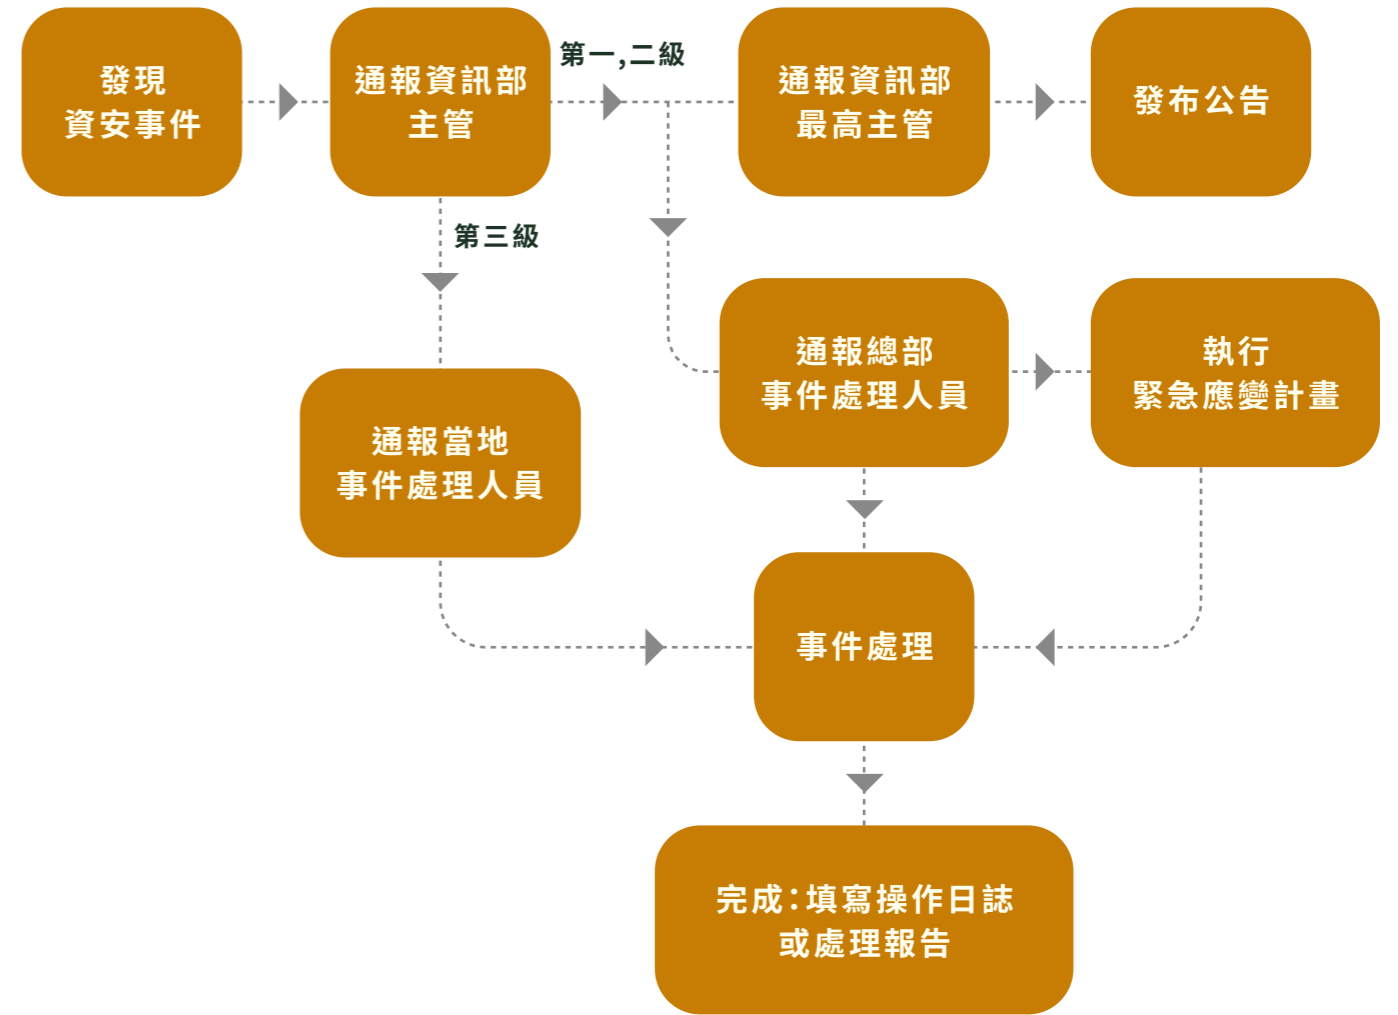 發現
資安事件
通報資訊部
主管
第一,二級
通報資訊部
最高主管
發布公告
第三級
通報總部
事件處理人員
執行
緊急應變計畫
通報當地
事件處理人員
事件處理
完成：填寫操作日誌
或處理報告